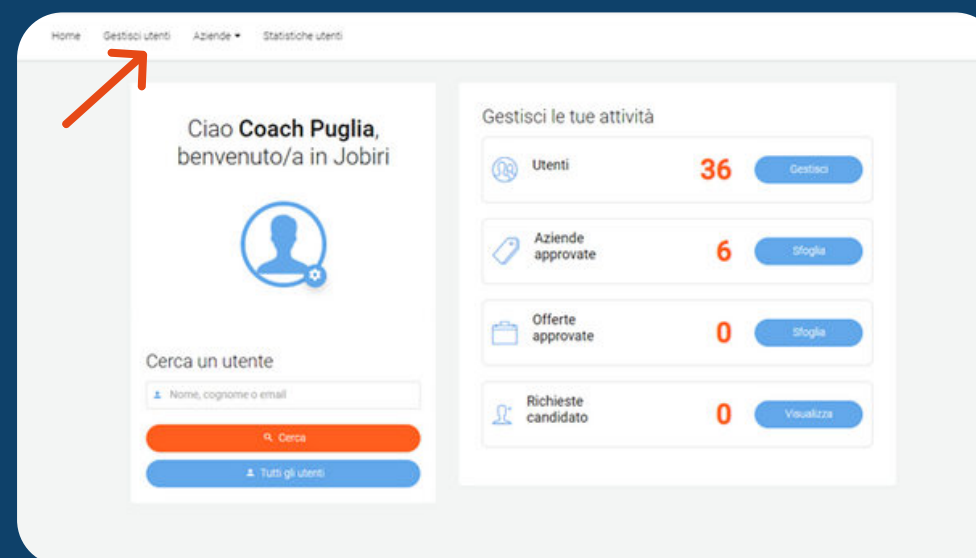 Home Gestisci utenti Aziende Statistiche utenti
Ciao Coach Puglia,
benvenuto/a in Jobiri
Cerca un utente
Nome, cognome o email
Cerca
Tutti gli utenti
Gestisci le tue attività
Utenti 36 Gestisci
Aziende
approvate 6 Sfoglia
Offerte
approvate 0 Sfoglia
Richieste
candidato 0 Visualizza